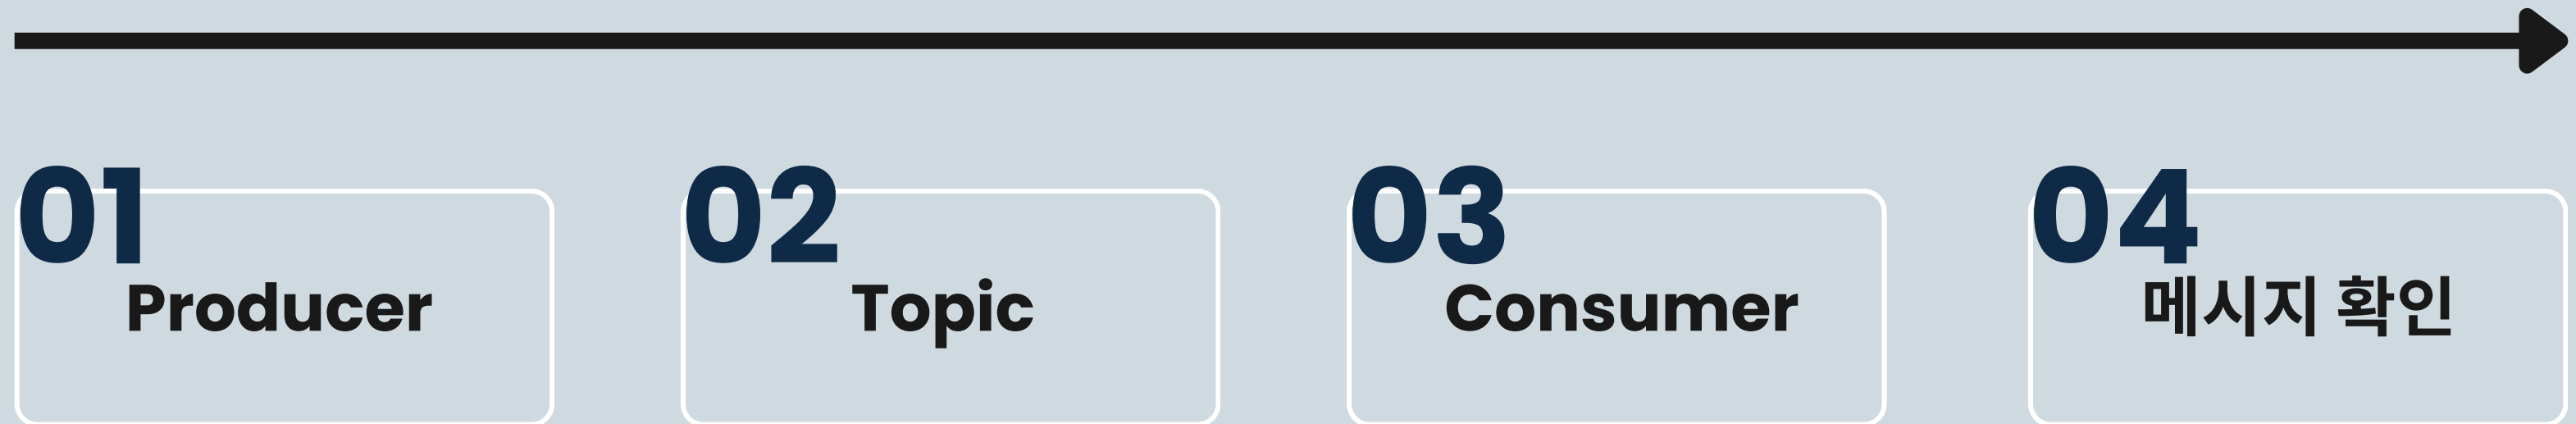 01
Producer
02
Topic
03
Consumer
04
메시지 확인